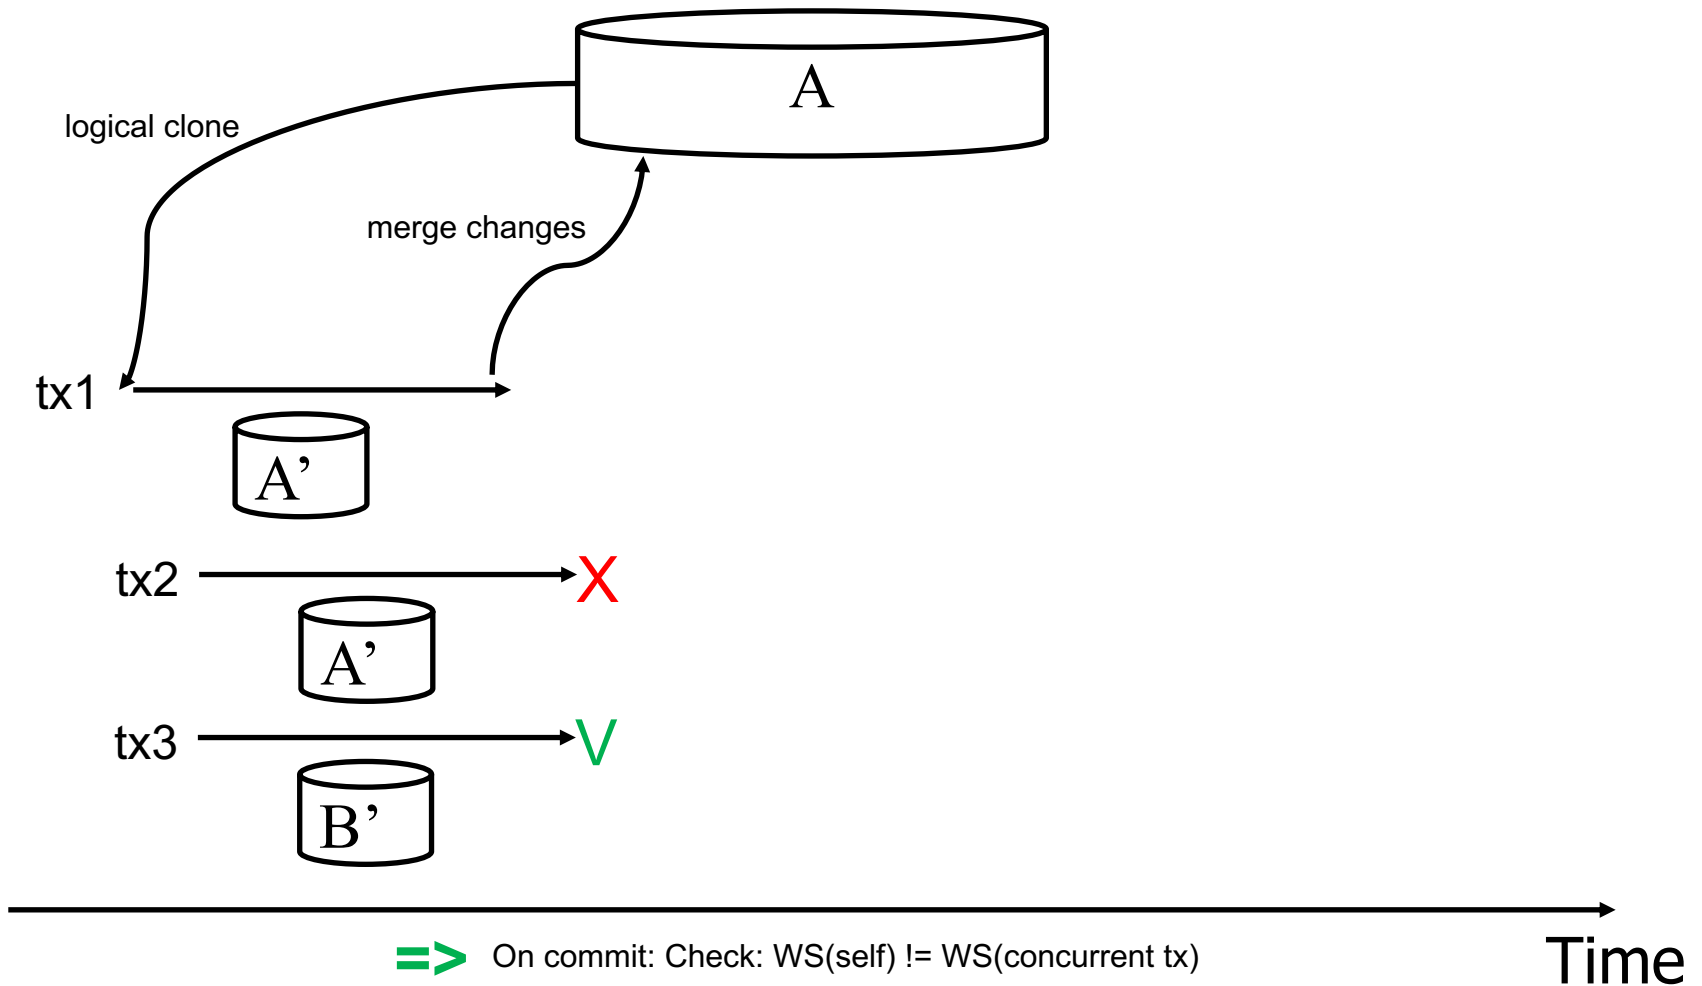 A
logical clone
merge changes
tx1
A’
tx2
X
A’
tx3
V
B’
=> On commit: Check: WS(self) != WS(concurrent tx)
Time